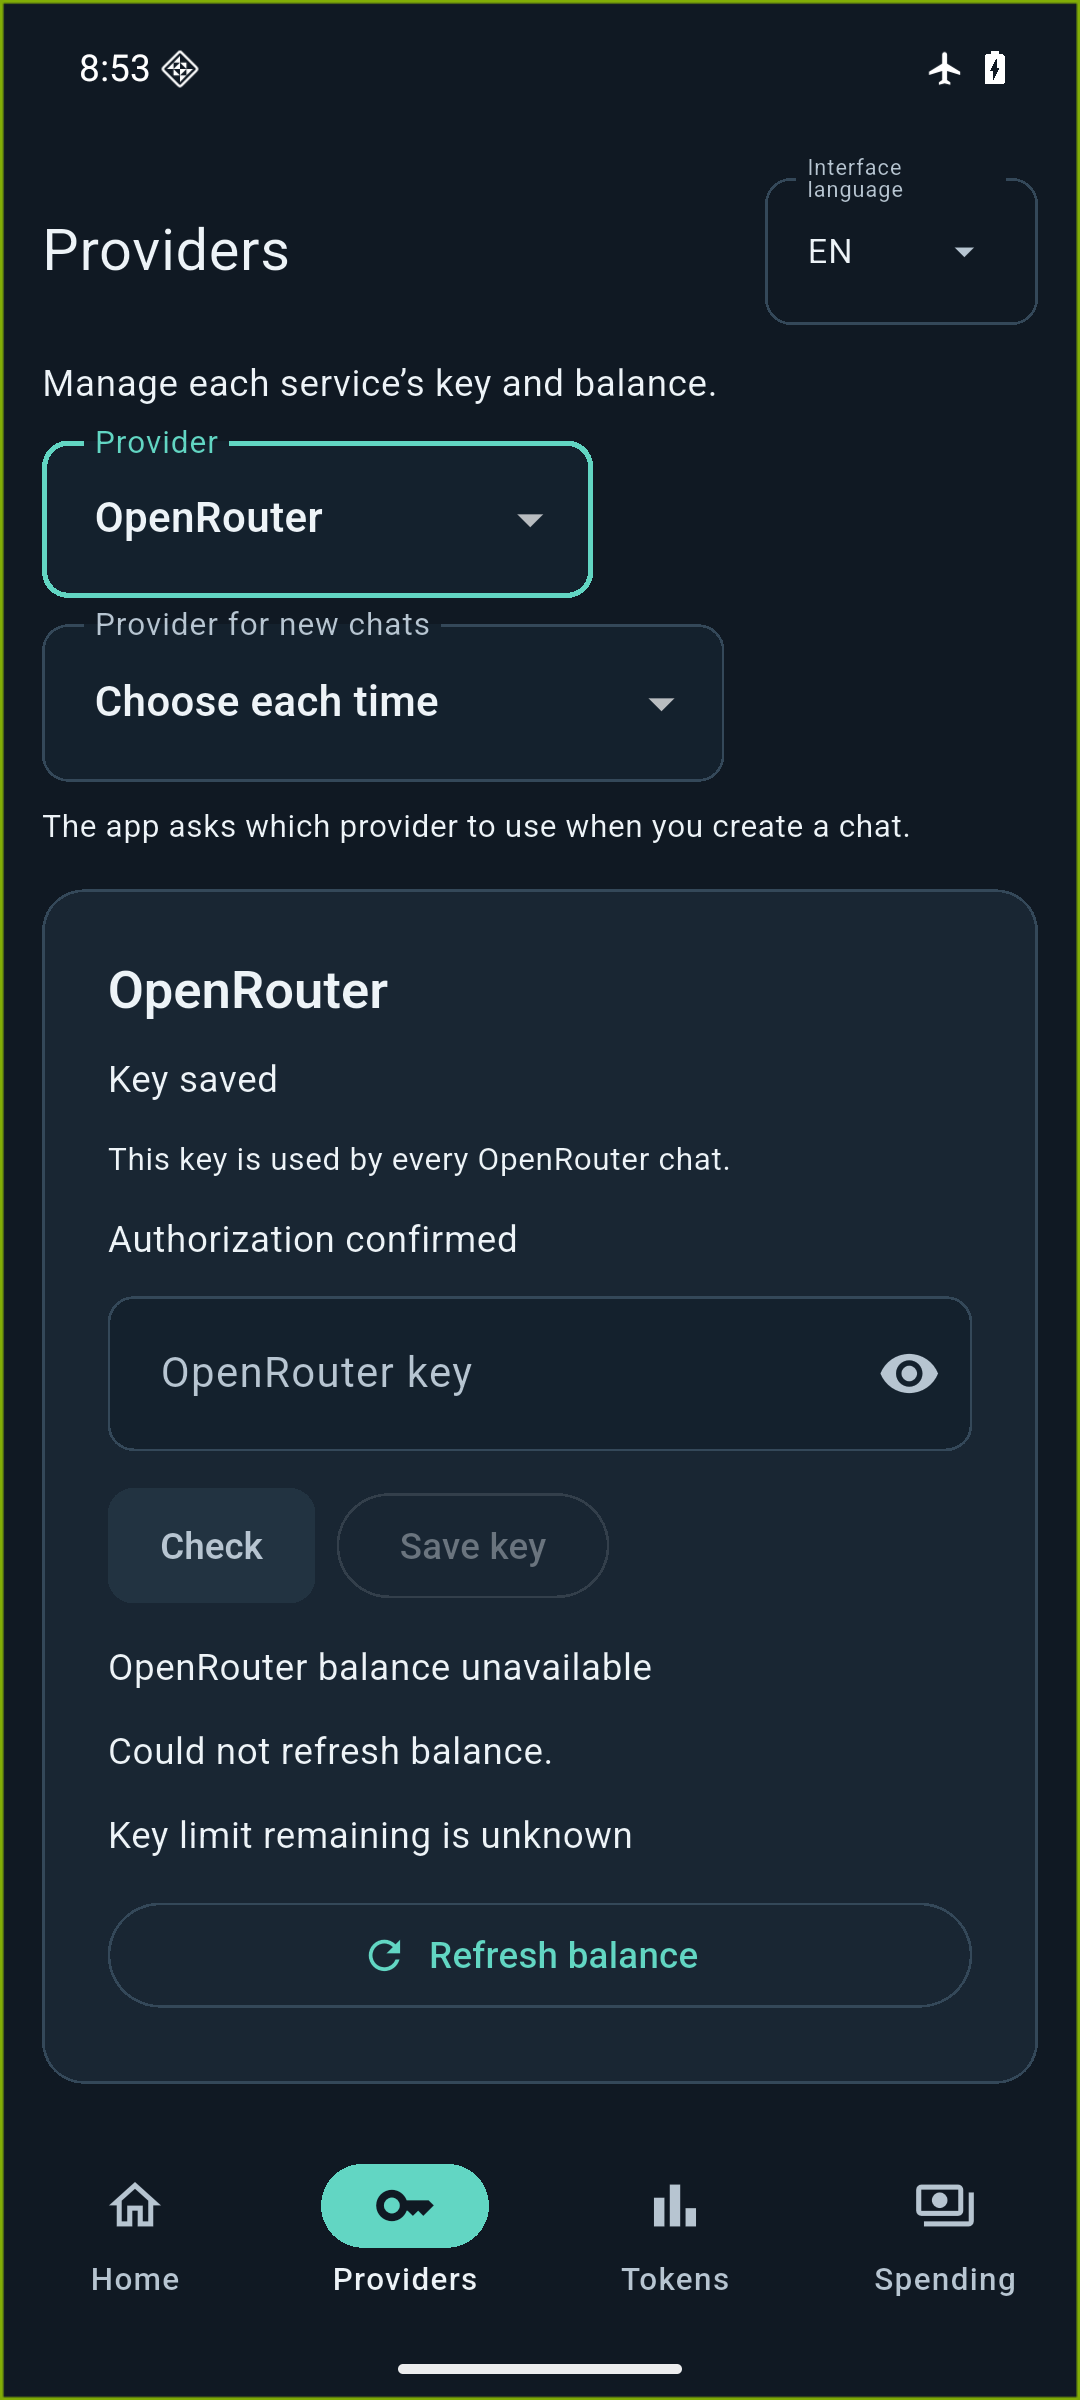 8:53
Interface
language
Providers
EN
Manage each service’s key and balance.
Provider
OpenRouter
Provider for new chats
Choose each time
The app asks which provider to use when you create a chat.
OpenRouter
Key saved
This key is used by every OpenRouter chat.
Authorization confirmed
OpenRouter key
Check
Save key
OpenRouter balance unavailable
Could not refresh balance.
Key limit remaining is unknown
Refresh balance
Home
Providers
Tokens
Spending